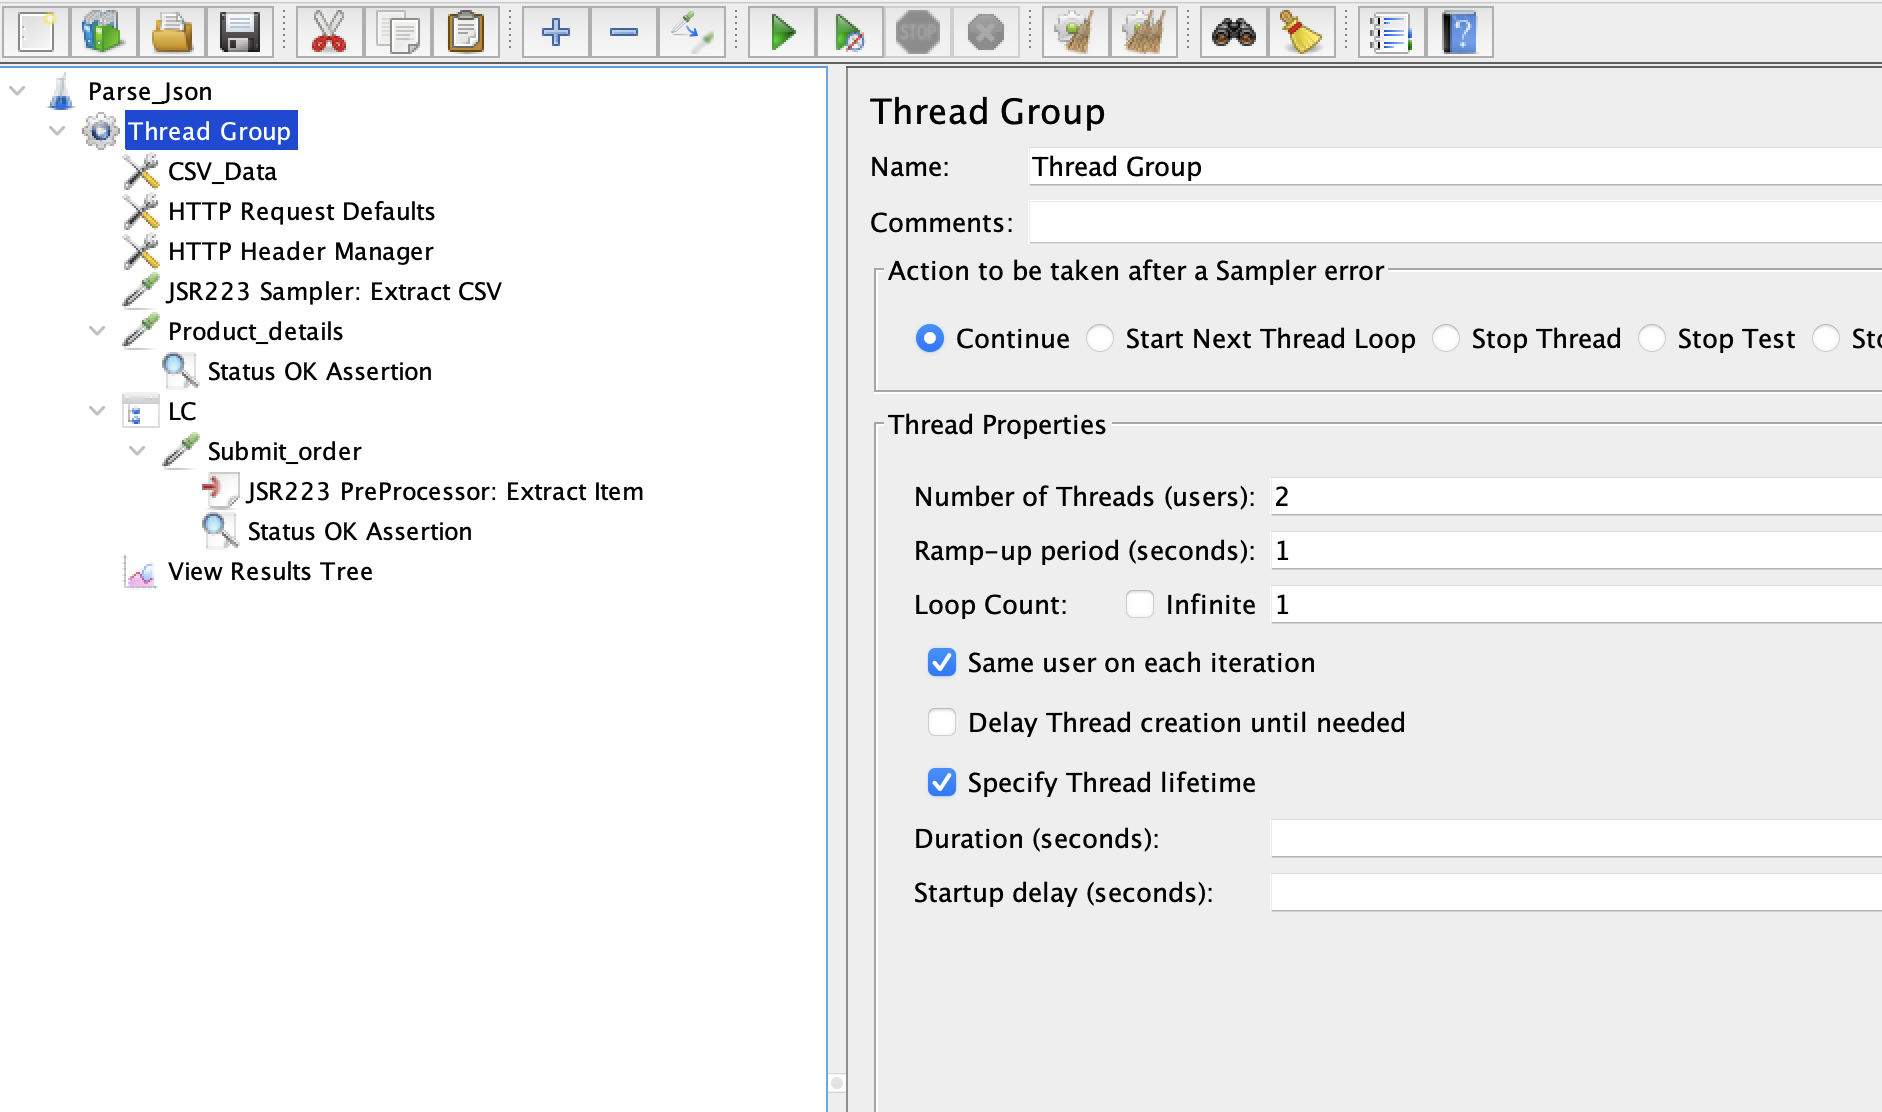 STOP
?
Parse_Json
Thread Group
CSV_Data
HTTP Request Defaults
HTTP Header Manager
JSR223 Sampler: Extract CSV
Product_details
Status OK Assertion
LC
Submit_order
JSR223 PreProcessor: Extract Item
Status OK Assertion
View Results Tree
Thread Group
Name: Thread Group
Comments:
Action to be taken after a Sampler error
Continue Start Next Thread Loop Stop Thread Stop Test
Thread Properties
Number of Threads (users): 2
Ramp-up period (seconds): 1
Loop Count: Infinite 1
Same user on each iteration
Delay Thread creation until needed
Specify Thread lifetime
Duration (seconds):
Startup delay (seconds):